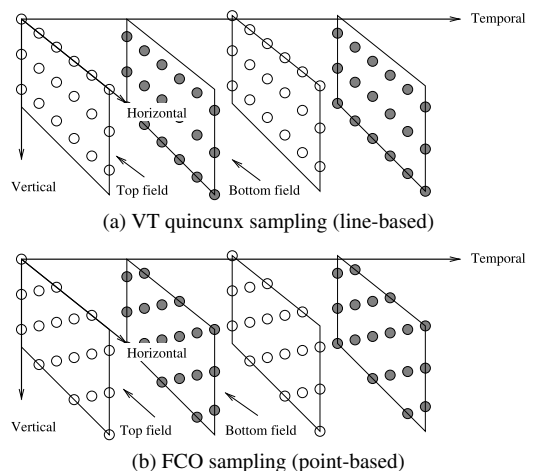 Temporal
Horizontal
Vertical
Top field
Bottom field
(a) VT quincunx sampling (line-based)
Temporal
Horizontal
Vertical
Top field
Bottom field
(b) FCO sampling (point-based)